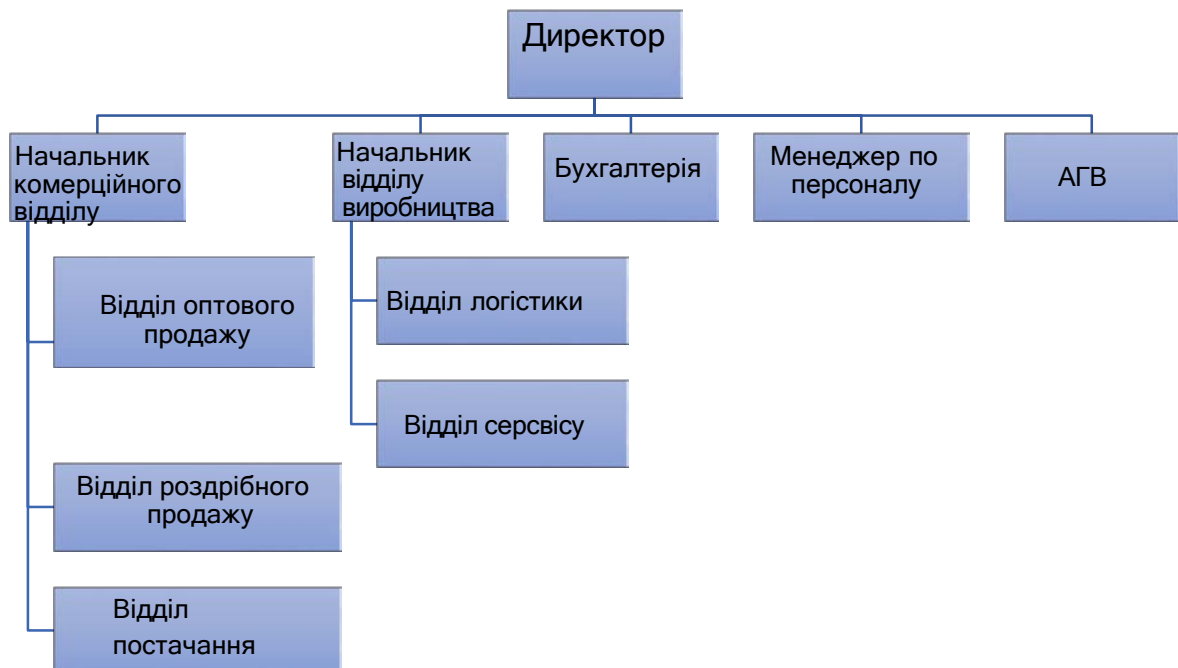 Директор
Начальник
комерційного
відділу
Начальник
відділу
виробництва
Бухгалтерія
Менеджер по
персоналу
АГВ
Відділ оптового
продажу
Відділ логістики
Відділ серсвісу
Відділ роздрібного
продажу
Відділ
постачання